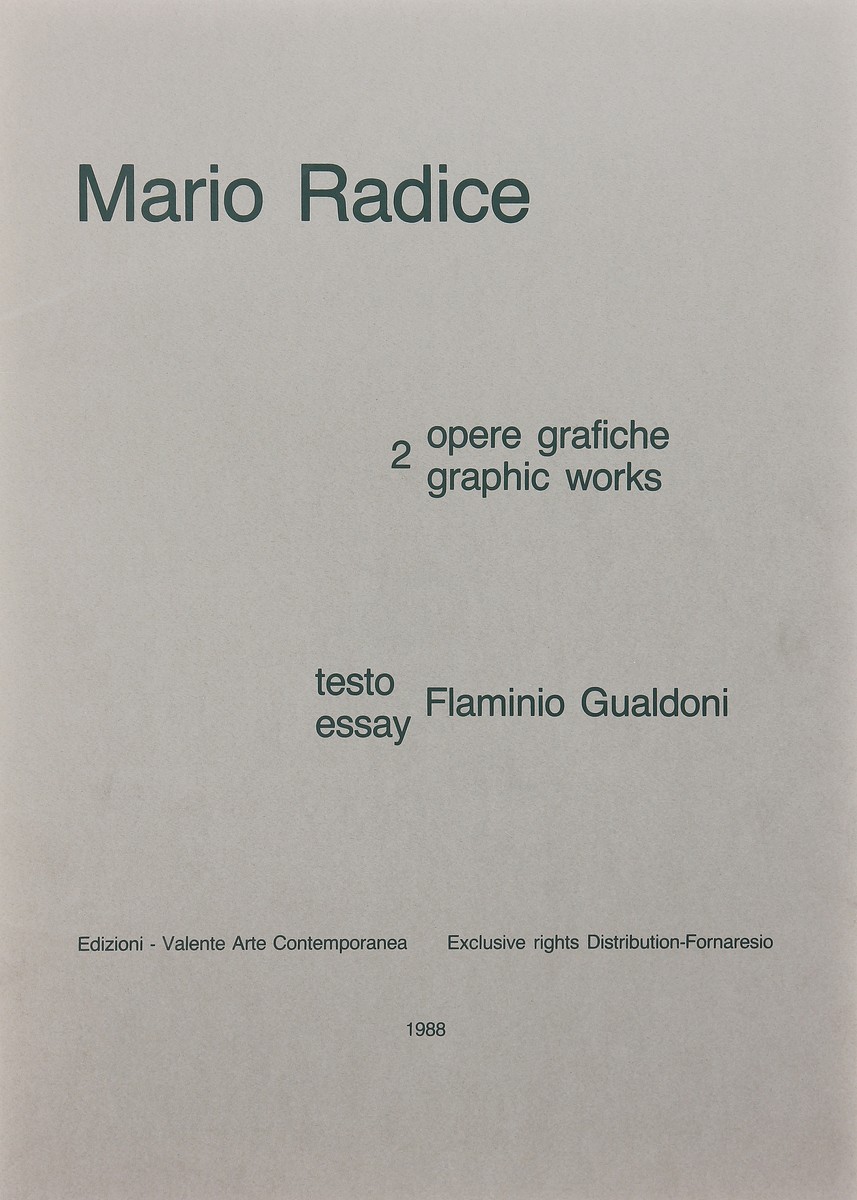 Mario Radice
2 opere grafiche
graphic works
testo
essay Flaminio Gualdoni
Edizioni - Valente Arte Contemporanea Exclusive rights Distribution-Fornaresio
1988